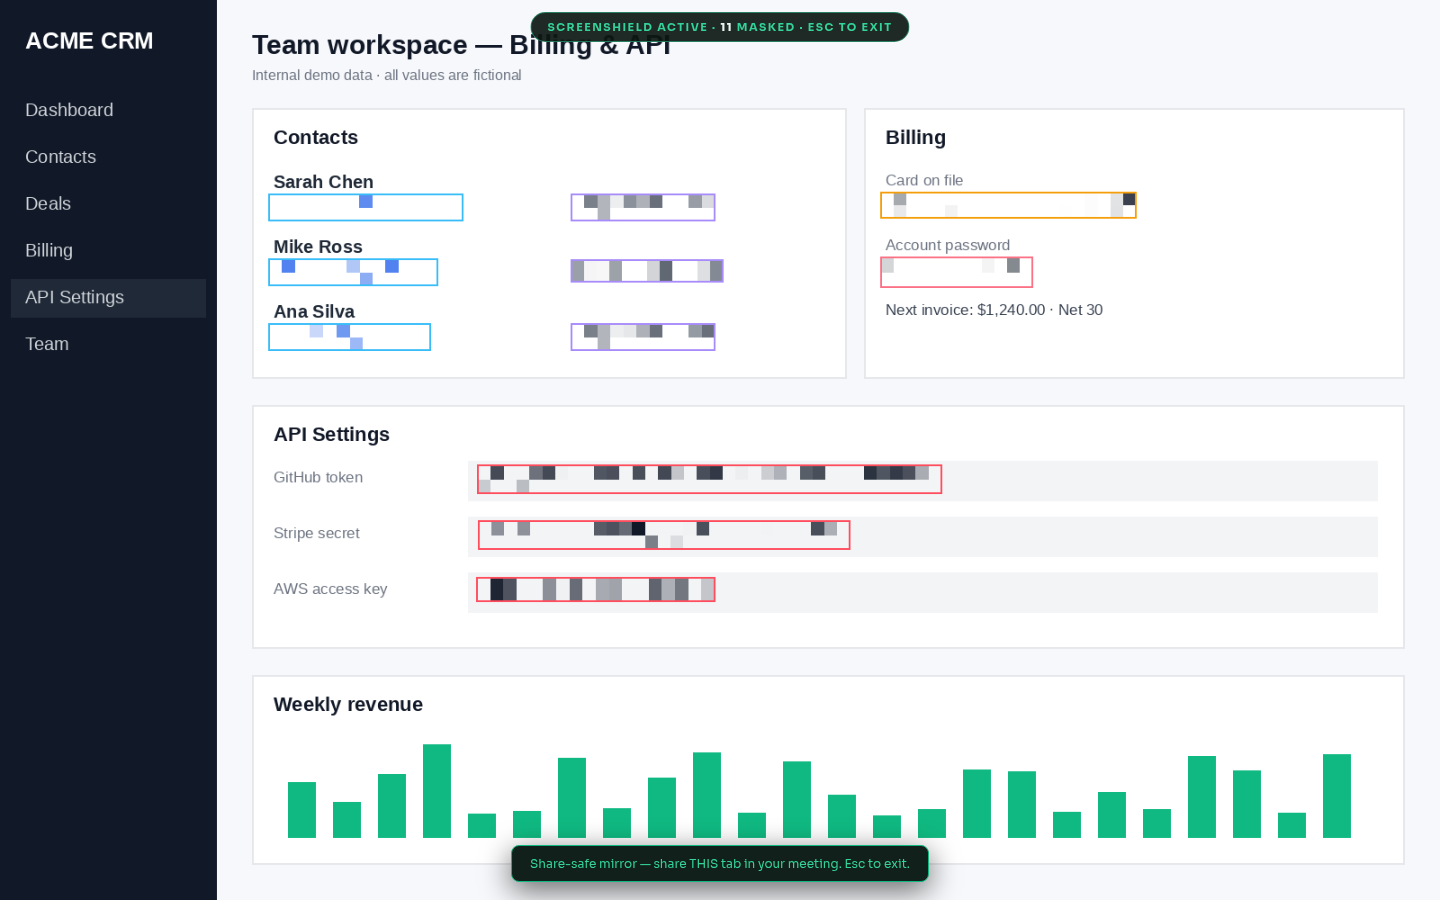 ACME CRM
Dashboard
Contacts
Deals
Billing
API Settings
Team
SCREENSHIELD ACTIVE · 11 MASKED · ESC TO EXIT
Team workspace — Billing & API
Internal demo data · all values are fictional
Contacts
Sarah Chen
Mike Ross
Ana Silva
Billing
Card on file
Account password
Next invoice: $1,240.00 · Net 30
API Settings
GitHub token
Stripe secret
AWS access key
Weekly revenue
Share-safe mirror — share THIS tab in your meeting. Esc to exit.